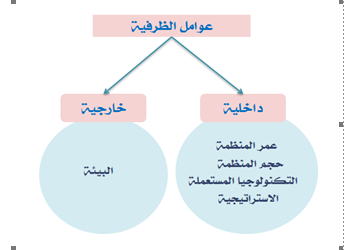 عوامل الظرفية
داخلية
عمر المنظمة
حجم المنظمة
التكنولوجيا المستعملة
الاستراتيجية
خارجية
البيئة